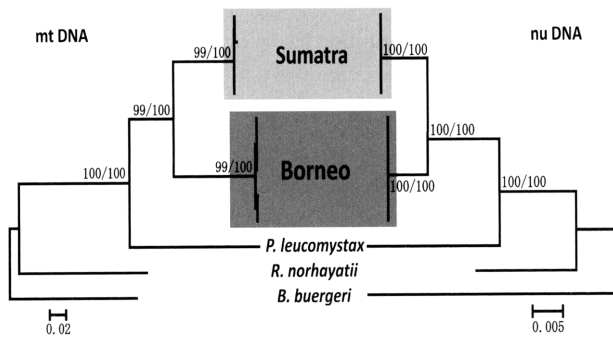 mt DNA
nu DNA
99/100
Sumatra
100/100
99/100
100/100
99/100
Borneo
100/100
100/100
100/100
P. leucomystax
R. norhayatii
B. buergeri
0.02
0.005